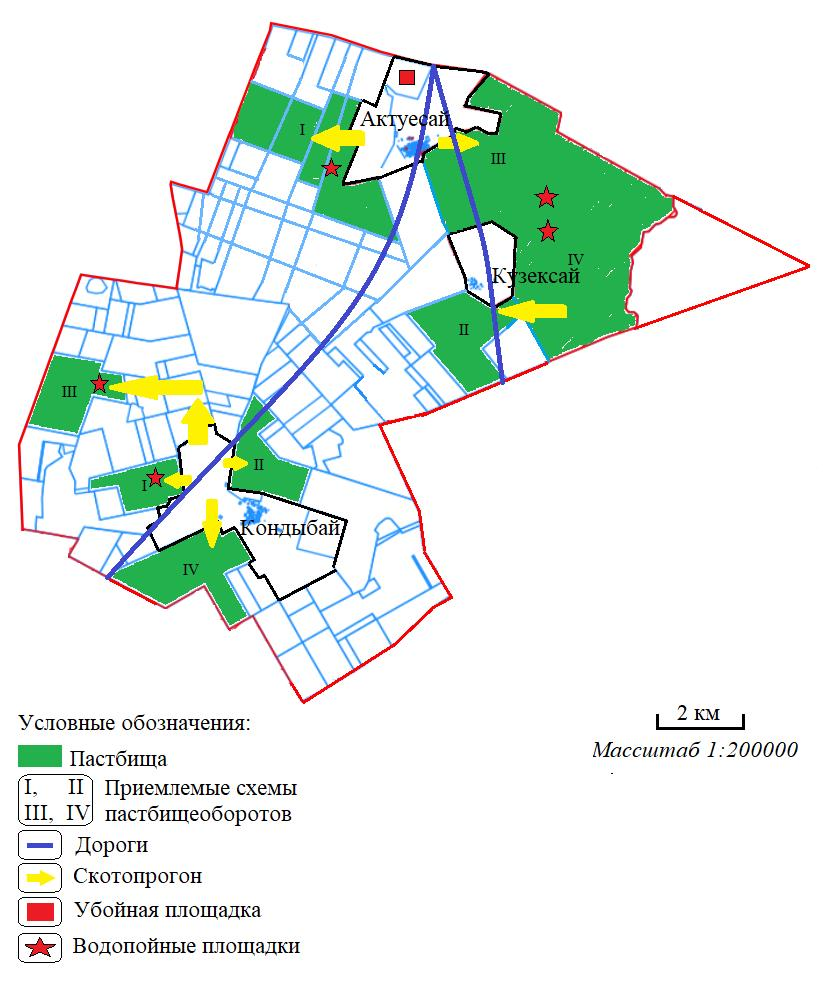 Актуесай
I
III
IV
Кузексай
II
III
II
I
Кондыбай
IV
2 км
Условные обозначения:
Масштаб 1:200000
Пастбища
I, II Приемлемые схемы
III, IV пастбищеоборотов
Дороги
Скотопрогон
Убойная площадка
Водопойные площадки